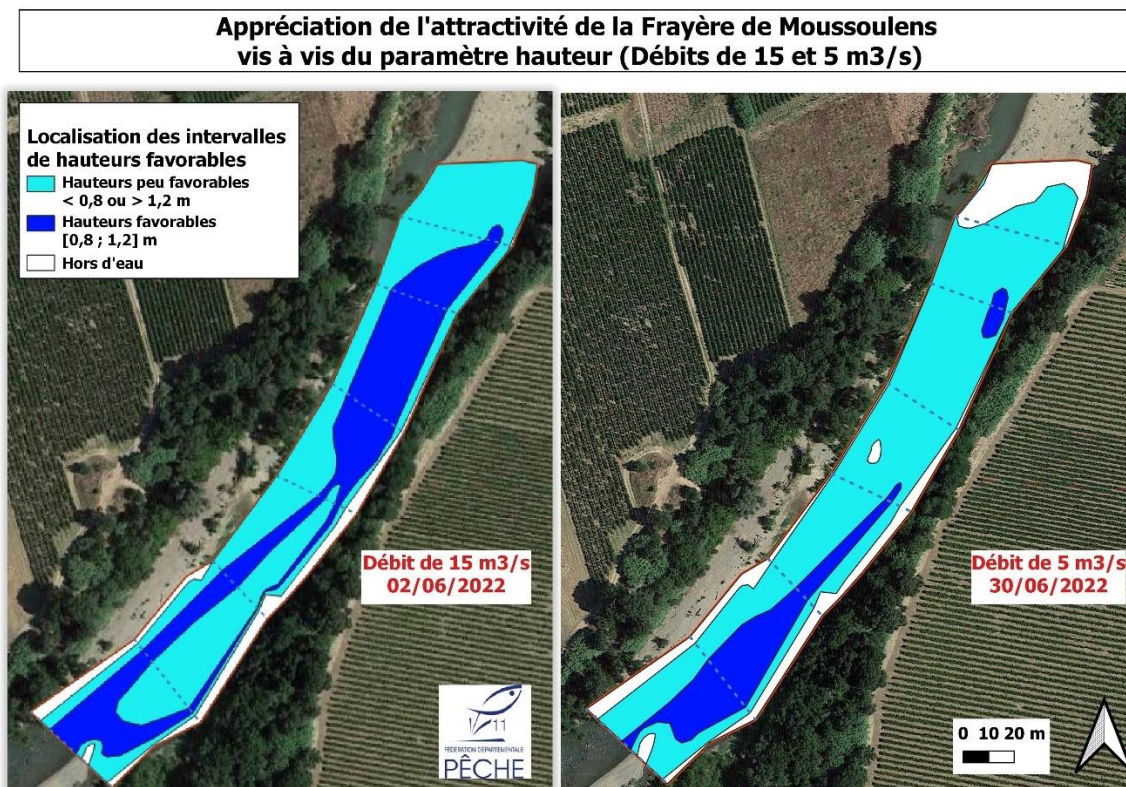 Appréciation de l'attractivité de la Frayère de Moussoulens
vis à vis du paramètre hauteur (Débits de 15 et 5 m3/s)
Localisation des intervalles
de hauteurs favorables
Hauteurs peu favorables
< 0,8 ou > 1,2 m
Hauteurs favorables
[0,8 ; 1,2] m
Hors d'eau
Débit de 15 m3/s
02/06/2022
11
FÉDÉRATION DÉPARTEMENTALE
PÊCHE
Débit de 5 m3/s
30/06/2022
0 10 20 m